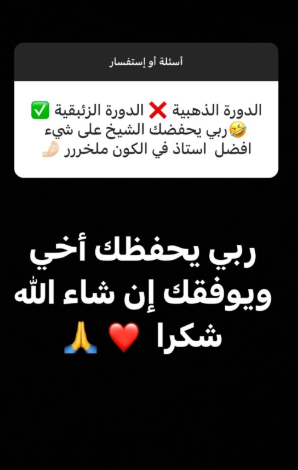 أسئلة أو إستفسار
الدورة الذهبية ❌ الدورة الزئبقية ✅
🤣ربي يحفضك الشيخ على شيء
افضل استاذ في الكون ملخررر 🤌🏻
ربي يحفظك أخي
ويوفقك إن شاء الله
شكرا ❤️ 🙏